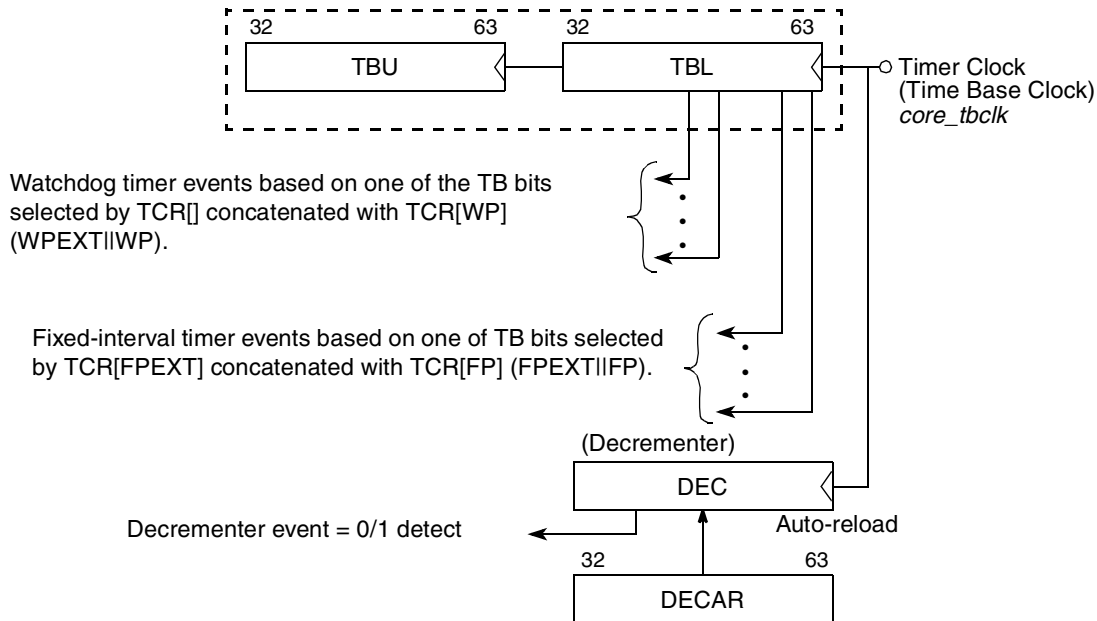 32 63 32 63
TBU TBL
Timer Clock
(Time Base Clock)
core_tbclk
Watchdog timer events based on one of the TB bits
selected by TCR[] concatenated with TCR[WP]
(WPEXT||WP).
Fixed-interval timer events based on one of TB bits selected
by TCR[FPEXT] concatenated with TCR[FP] (FPEXT||FP).
(Decrementer)
DEC
Auto-reload
Decrementer event = 0/1 detect
32 63
DECAR